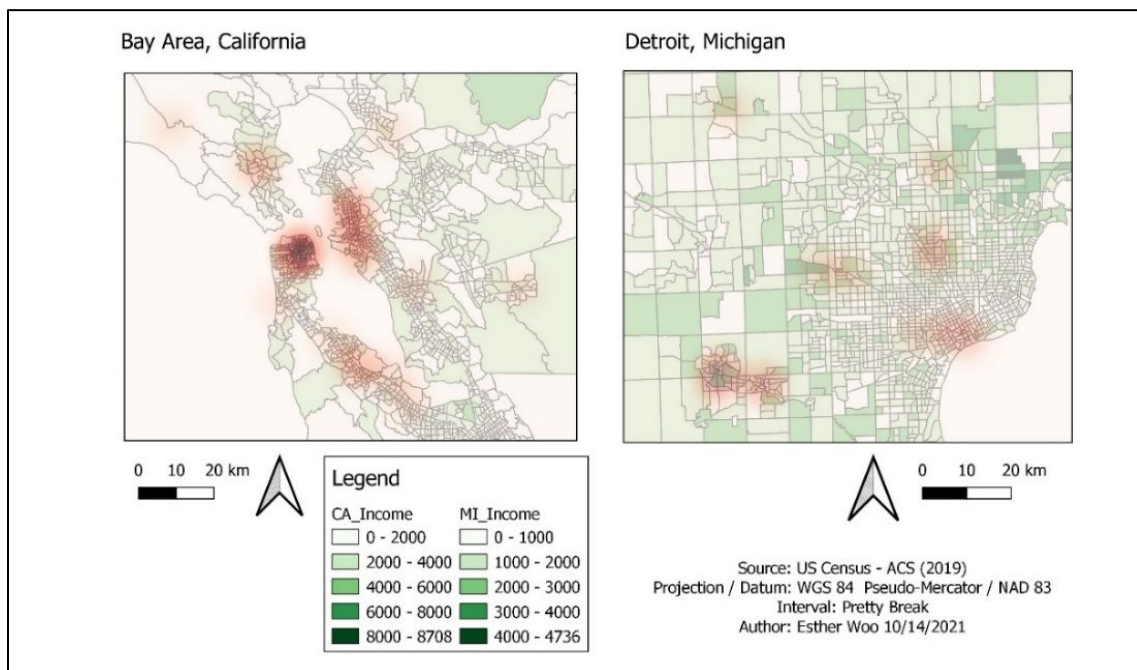 Bay Area, California
Detroit, Michigan
0 10 20 km
Legend
CA_Income
0 - 2000
2000 - 4000
4000 - 6000
6000 - 8000
8000 - 8708
MI_Income
0 - 1000
1000 - 2000
2000 - 3000
3000 - 4000
4000 - 4736
0 10 20 km
Source: US Census - ACS (2019)
Projection / Datum: WGS 84 Pseudo-Mercator / NAD 83
Interval: Pretty Break
Author: Esther Woo 10/14/2021